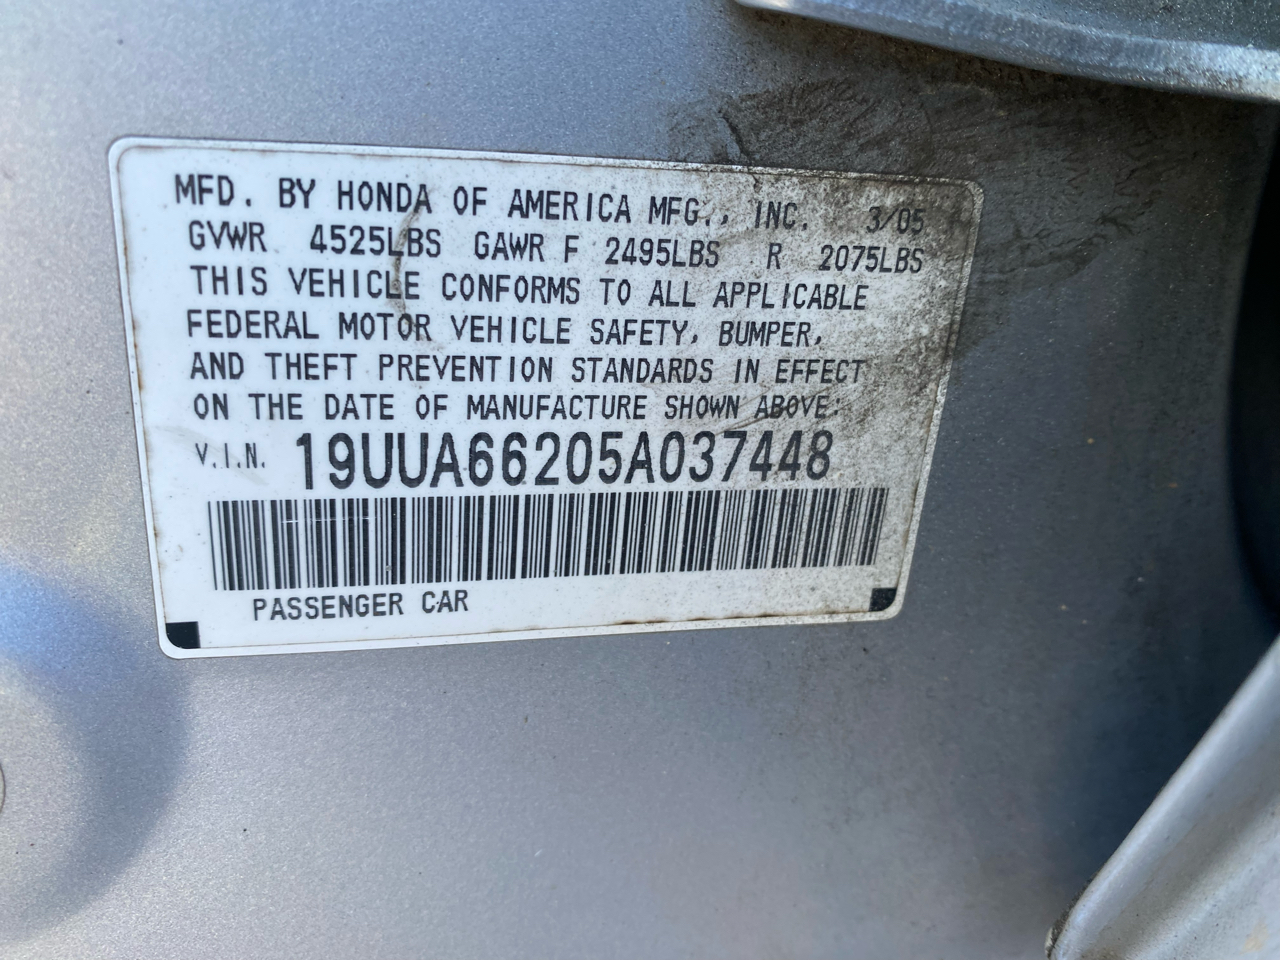 MFD. BY HONDA OF AMERICA MFG., INC. 3/05
GVWR 4525LBS GAWR F 2495LBS R 2075LBS
THIS VEHICLE CONFORMS TO ALL APPLICABLE
FEDERAL MOTOR VEHICLE SAFETY, BUMPER,
AND THEFT PREVENTION STANDARDS IN EFFECT
ON THE DATE OF MANUFACTURE SHOWN ABOVE.
V.I.N. 19UUA66205A037448
PASSENGER CAR